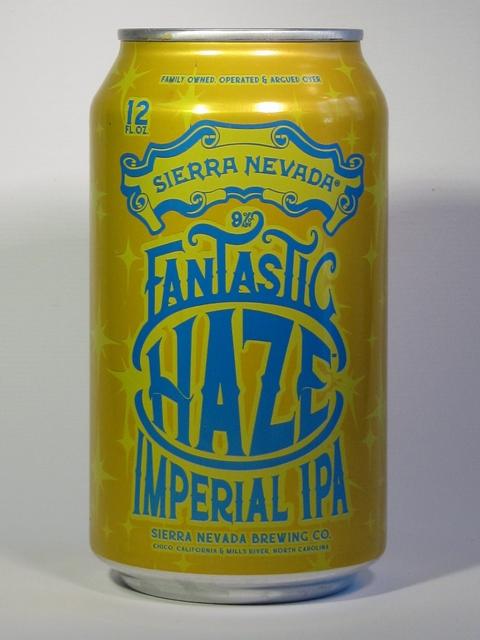 FAMILY OWNED, OPERATED & ARGUED OVER
12
FL. OZ.
SIERRA NEVADA®
9%
ABV
FANTASTIC
HAZE
IMPERIAL IPA
SIERRA NEVADA BREWING CO.
CHICO, CALIFORNIA & MILLS RIVER, NORTH CAROLINA